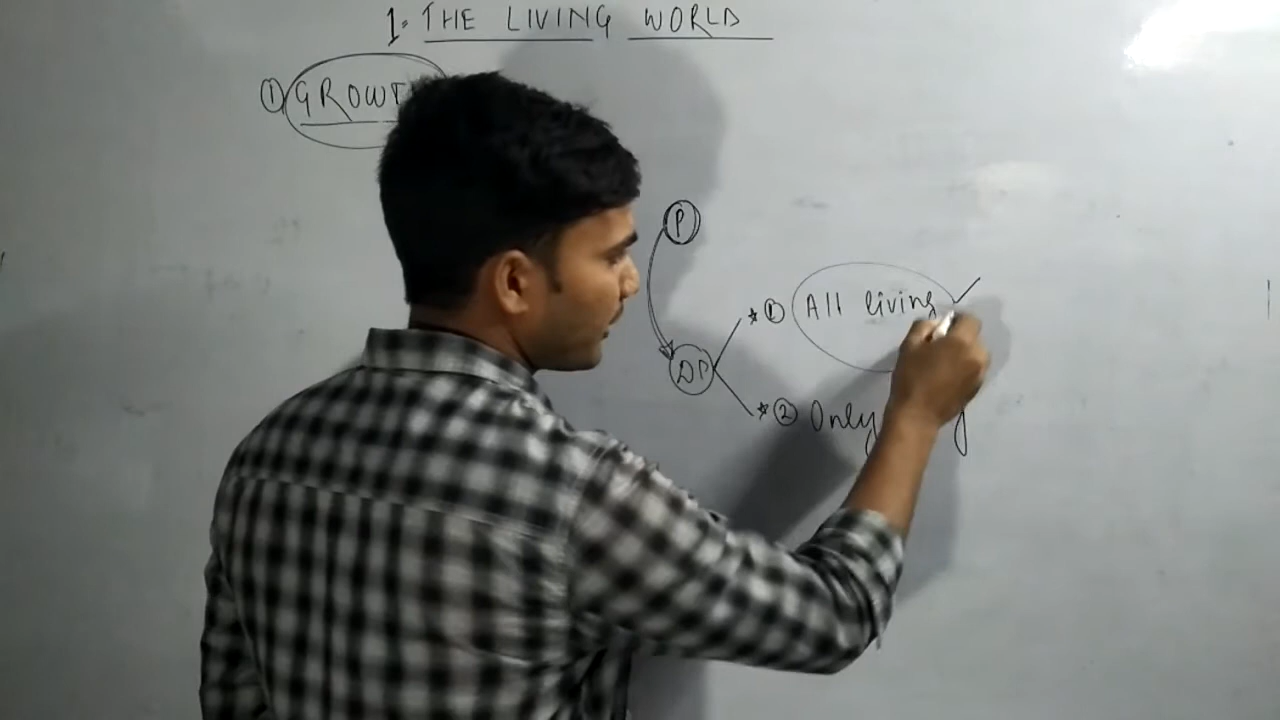 1. THE LIVING WORLD
① GROWT
P
* ① All living ✓
DP
* ② Only